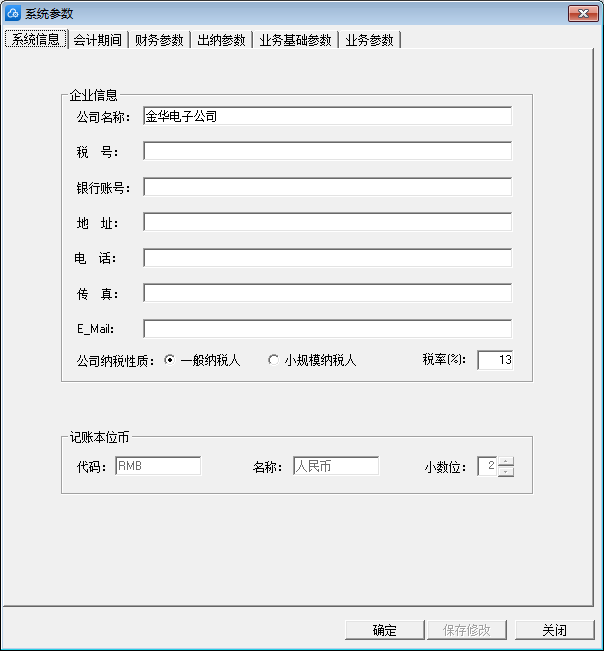 系统参数
系统信息 会计期间 财务参数 出纳参数 业务基础参数 业务参数
企业信息
公司名称： 金华电子公司
税 号：
银行账号：
地 址：
电 话：
传 真：
E_Mail:
公司纳税性质： 一般纳税人 小规模纳税人 税率(%): 13
记账本位币
代码： RMB 名称： 人民币 小数位： 2
确定 保存修改 关闭